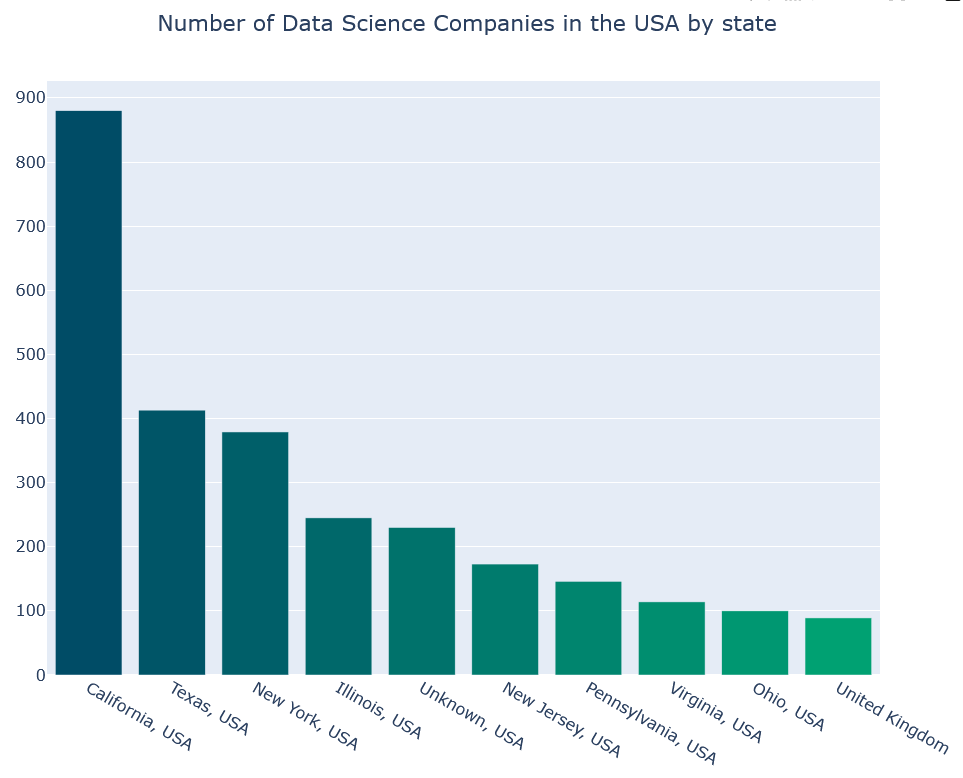 Number of Data Science Companies in the USA by state
900
800
700
600
500
400
300
200
100
0
California, USA
Texas, USA
New York, USA
Illinois, USA
Unknown, USA
New Jersey, USA
Pennsylvania, USA
Virginia, USA
Ohio, USA
United Kingdom